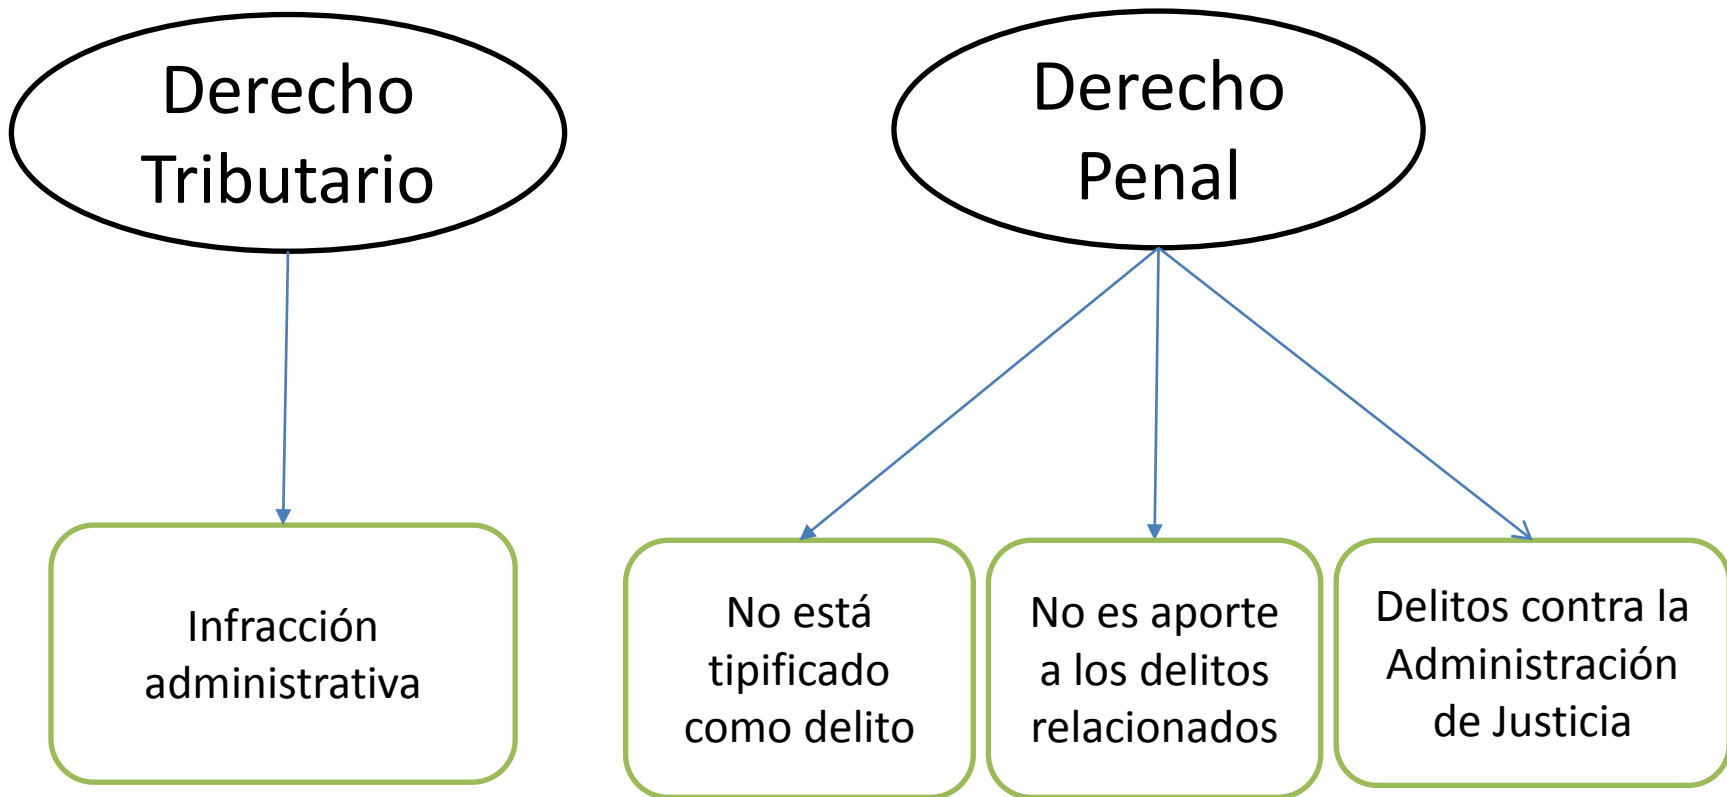 Derecho
Tributario
Derecho
Penal
Infracción
administrativa
No está
tipificado
como delito
No es aporte
a los delitos
relacionados
Delitos contra la
Administración
de Justicia